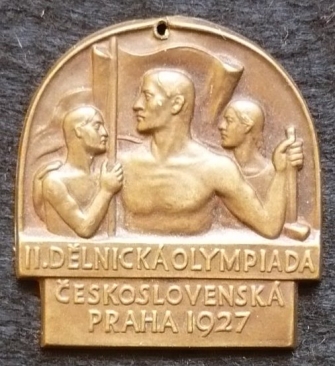 II. DĚLNICKÁ OLYMPIADA
ČESKOSLOVENSKÁ
PRAHA 1927